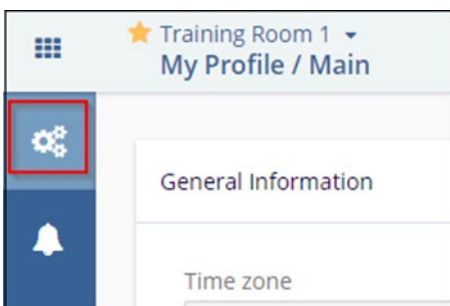 Training Room 1
My Profile / Main
General Information
Time zone